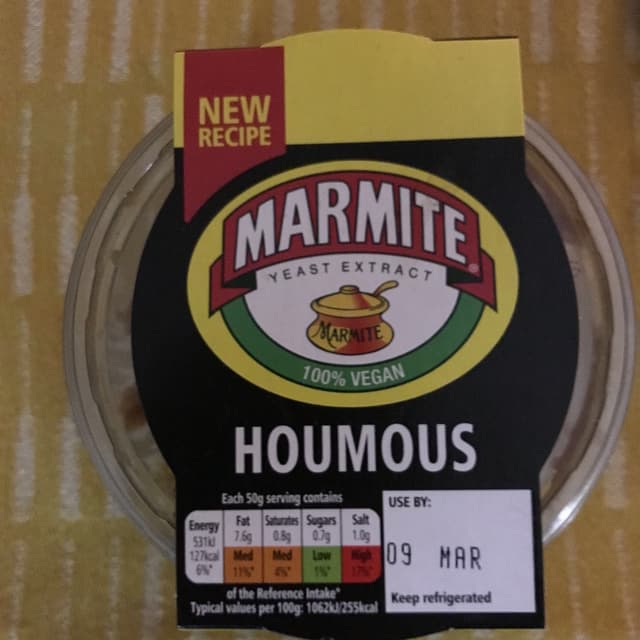 NEW
RECIPE
MARMITE®
YEAST EXTRACT
MARMITE
100% VEGAN
HOUMOUS
Each 50g serving contains
Energy Fat Saturates Sugars Salt
531kJ 7.6g 0.8g 0.7g 1.0g
127kcal Med Med Low High
6%* 11%* 4%* 1%* 17%*
of the Reference Intake*
Typical values per 100g: 1062kJ/255kcal
USE BY:
09 MAR
Keep refrigerated